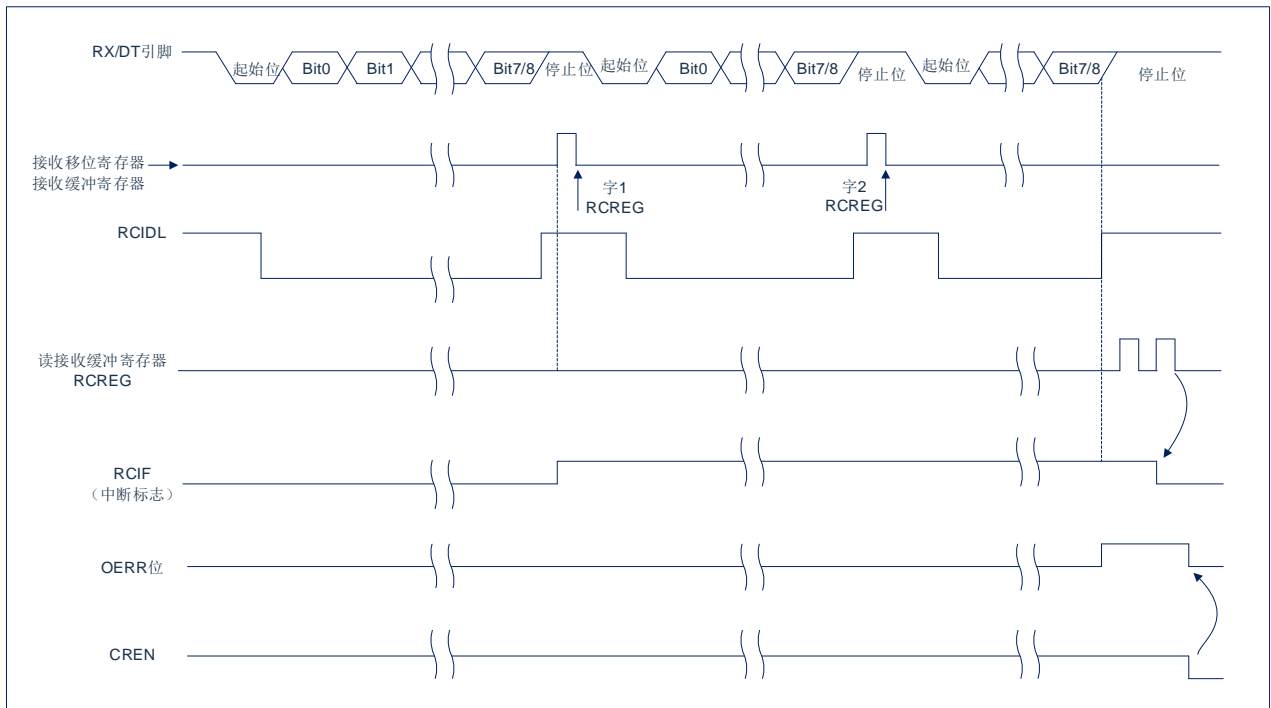 RX/DT引脚
起始位 Bit0 Bit1 Bit7/8 停止位 起始位 Bit0 Bit7/8 停止位 起始位 Bit7/8 停止位
接收移位寄存器
接收缓冲寄存器
字1
RCREG
字2
RCREG
RCIDL
读接收缓冲寄存器
RCREG
RCIF
（中断标志）
OERR位
CREN